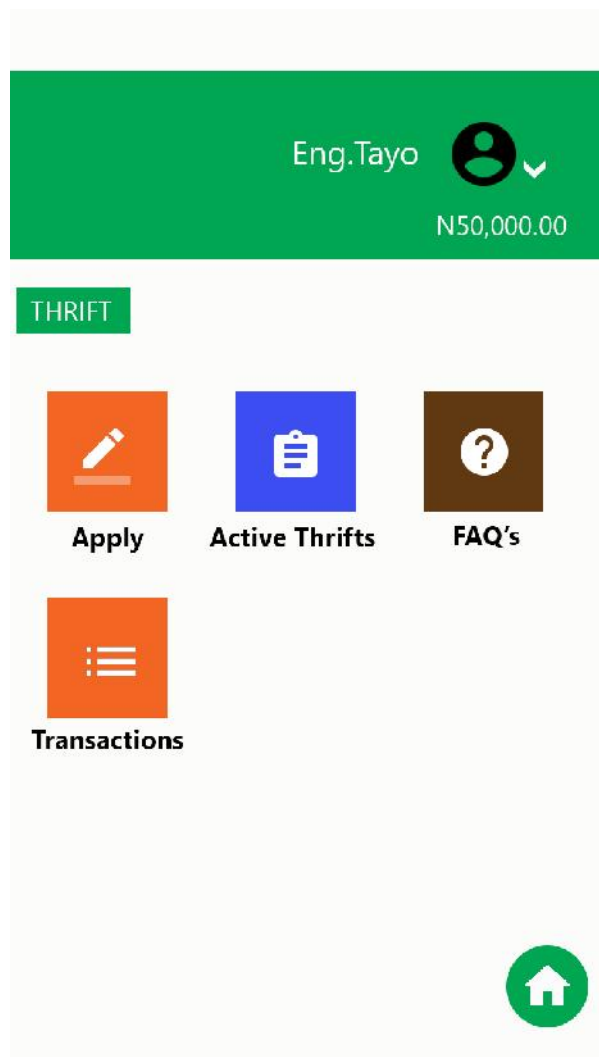 Eng.Tayo
N50,000.00
THRIFT
Apply
Active Thrifts
FAQ's
Transactions